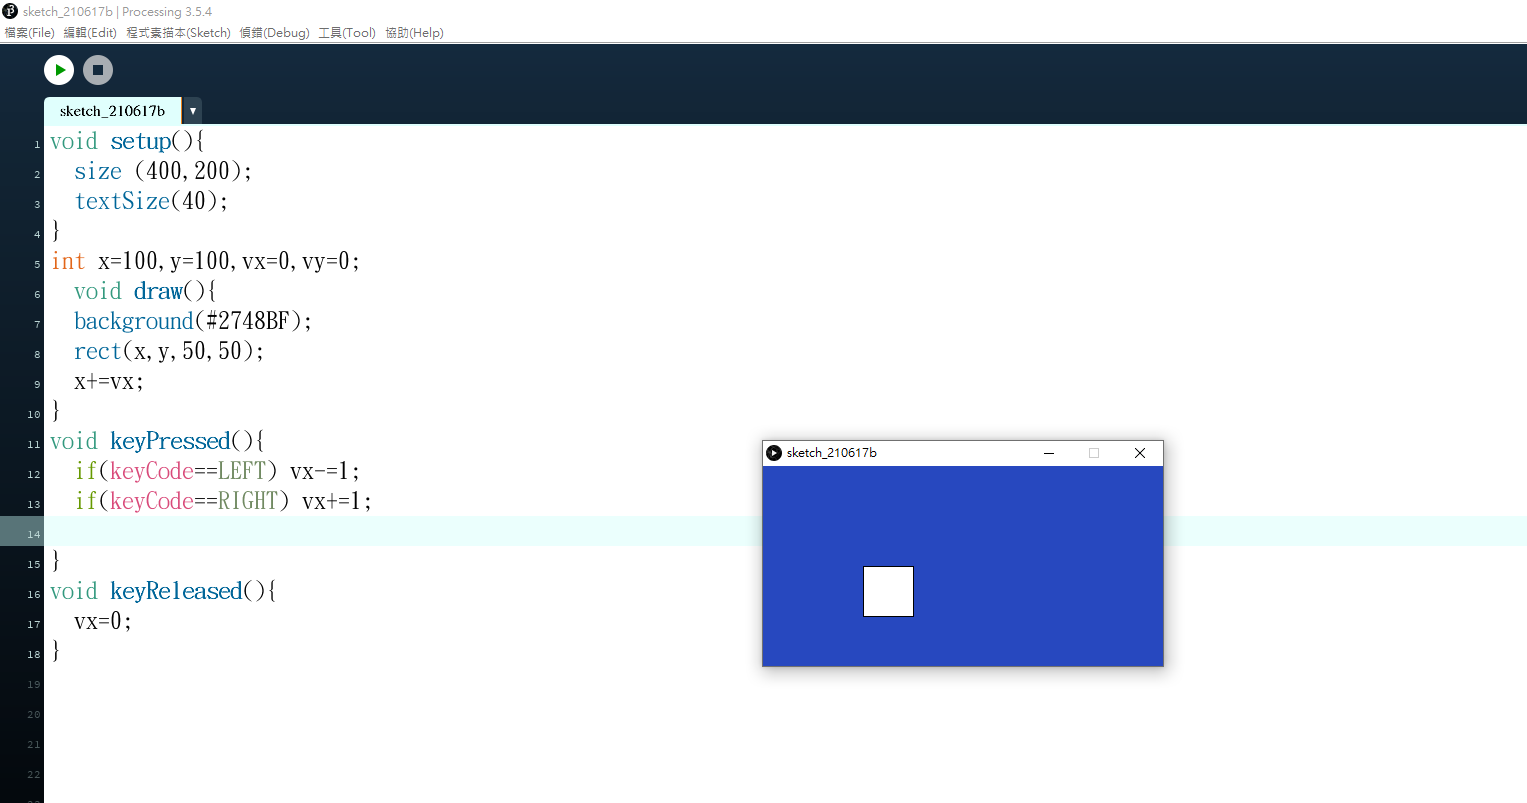 sketch_210617b | Processing 3.5.4
檔案(File) 編輯(Edit) 程式素描本(Sketch) 偵錯(Debug) 工具(Tool) 協助(Help)
sketch_210617b
1 void setup(){
2   size (400,200);
3   textSize(40);
4 }
5 int x=100,y=100,vx=0,vy=0;
6   void draw(){
7   background(#2748BF);
8   rect(x,y,50,50);
9   x+=vx;
10 }
11 void keyPressed(){
12   if(keyCode==LEFT) vx-=1;
13   if(keyCode==RIGHT) vx+=1;
14
15 }
16 void keyReleased(){
17   vx=0;
18 }
19
20
21
22
sketch_210617b